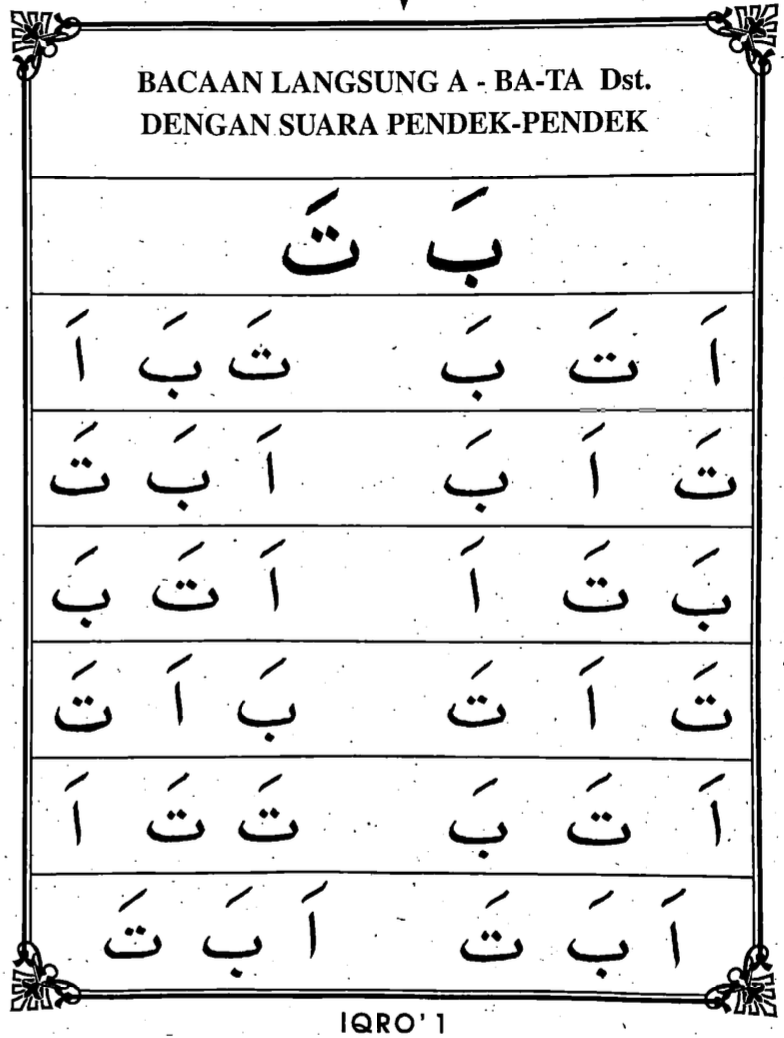 BACAAN LANGSUNG A - BA-TA Dst.
DENGAN SUARA PENDEK-PENDEK
بَ تَ
اَ تَ بَ تَ بَ اَ
تَ اَ بَ اَ بَ تَ
بَ تَ اَ اَ تَ بَ
تَ اَ تَ بَ اَ تَ
اَ تَ بَ تَ تَ اَ
اَ بَ تَ اَ بَ تَ
IQRO' 1